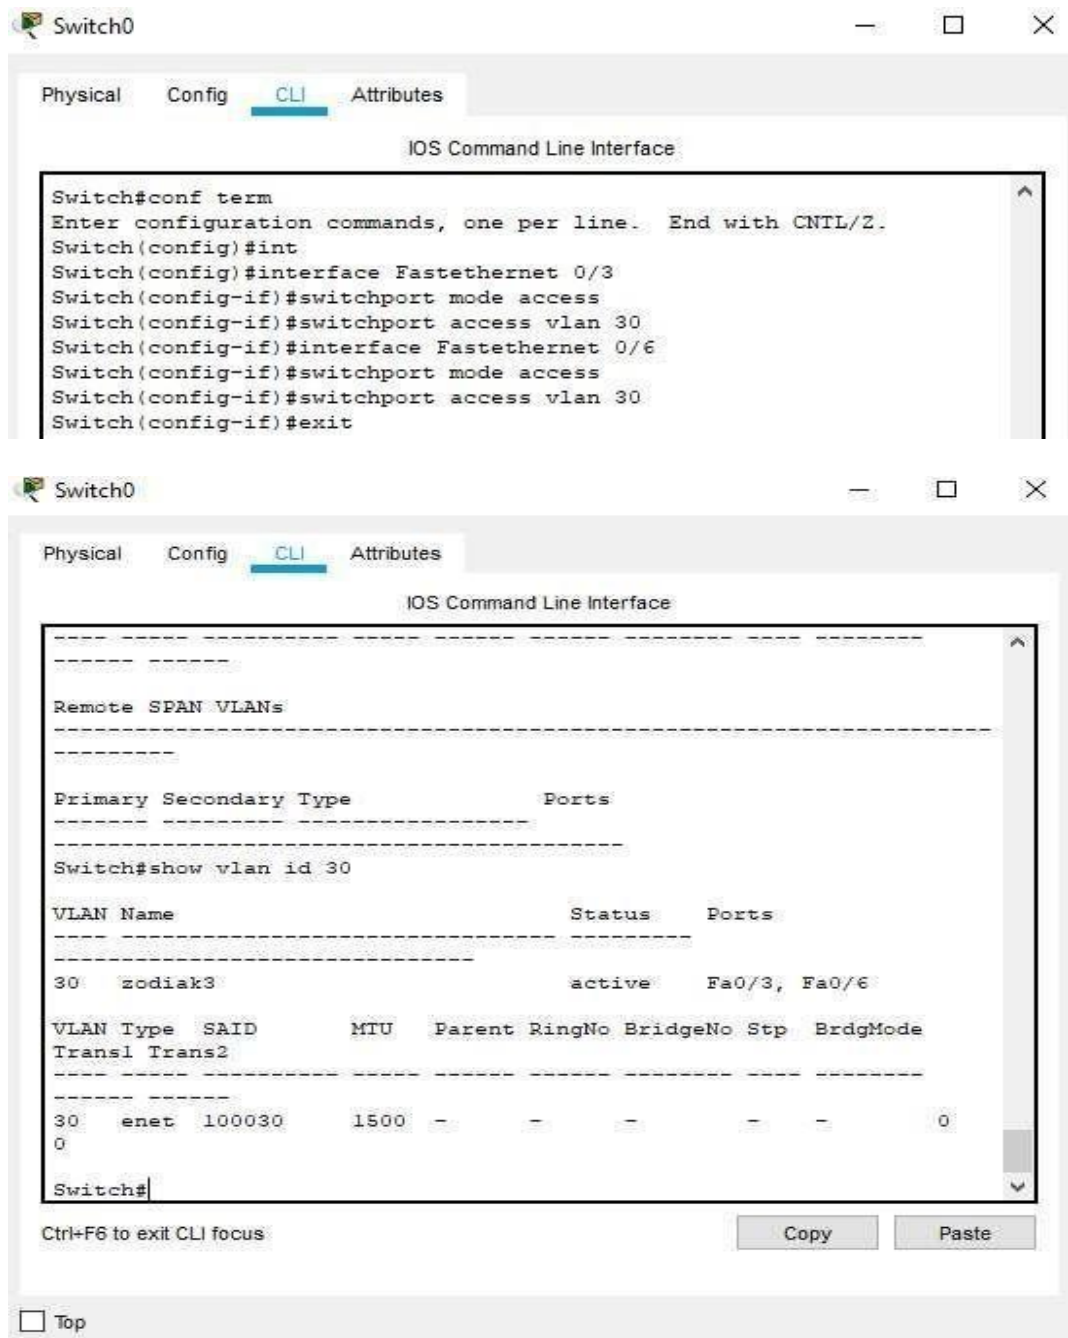 Switch0
Physical Config CLI Attributes
IOS Command Line Interface
Switch#conf term
Enter configuration commands, one per line.  End with CNTL/Z.
Switch(config)#int
Switch(config)#interface Fastethernet 0/3
Switch(config-if)#switchport mode access
Switch(config-if)#switchport access vlan 30
Switch(config-if)#interface Fastethernet 0/6
Switch(config-if)#switchport mode access
Switch(config-if)#switchport access vlan 30
Switch(config-if)#exit
Switch0
Physical Config CLI Attributes
IOS Command Line Interface
---- ----- ---------- ----- ------ ------ -------- ---- --------
------ ------
Remote SPAN VLANs
----------------------------------------------------------------------
---------
Primary Secondary Type              Ports
------- --------- -----------------
------------------------------------------
Switch#show vlan id 30
VLAN Name                             Status    Ports
---- -------------------------------- ---------
-------------------------------
30   zodiak3                          active    Fa0/3, Fa0/6
VLAN Type  SAID       MTU   Parent RingNo BridgeNo Stp  BrdgMode
Trans1 Trans2
---- ----- ---------- ----- ------ ------ -------- ---- --------
------ ------
30   enet  100030     1500  -      -      -        -    -        0
0
Switch#
Ctrl+F6 to exit CLI focus
Copy Paste
Top